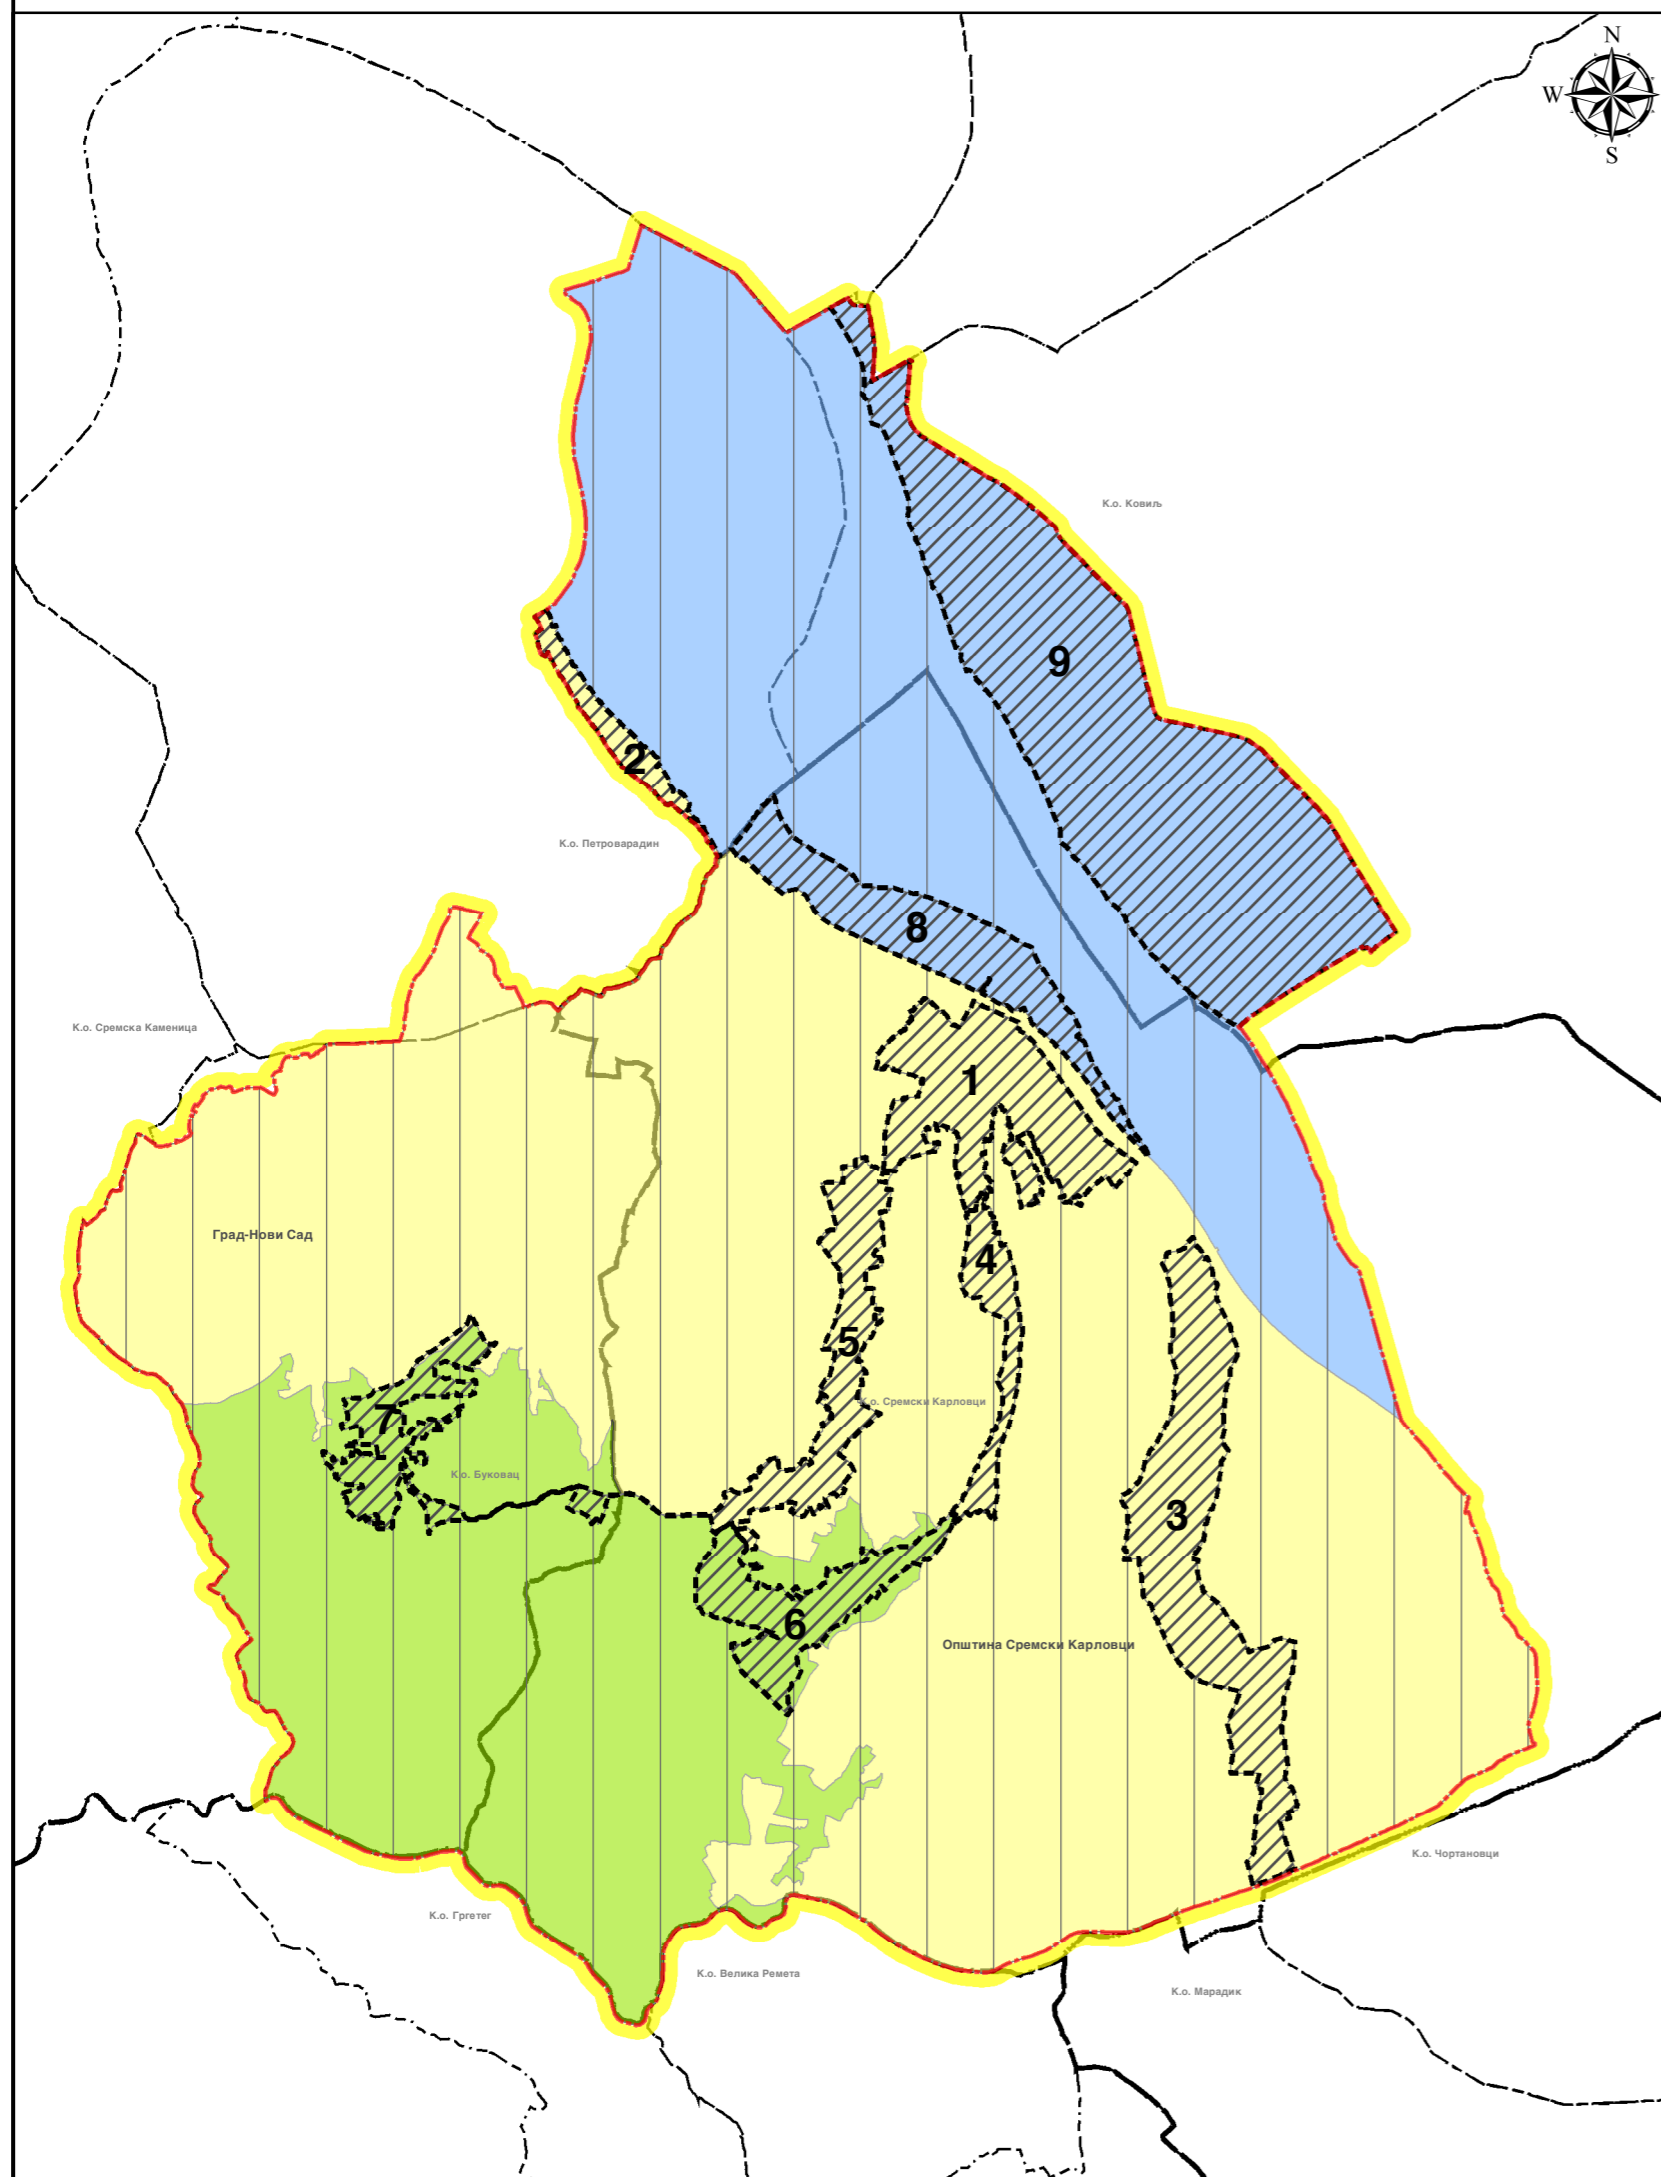 N
W
S
К.о. Ковиљ
9
2
К.о. Петроварадин
8
К.о. Сремска Каменица
1
Град-Нови Сад
4
5
К.о. Сремски Карловци
7
К.о. Буковац
3
6
Општина Сремски Карловци
К.о. Чортановци
К.о. Гргетег
К.о. Велика Ремета
К.о. Марадик